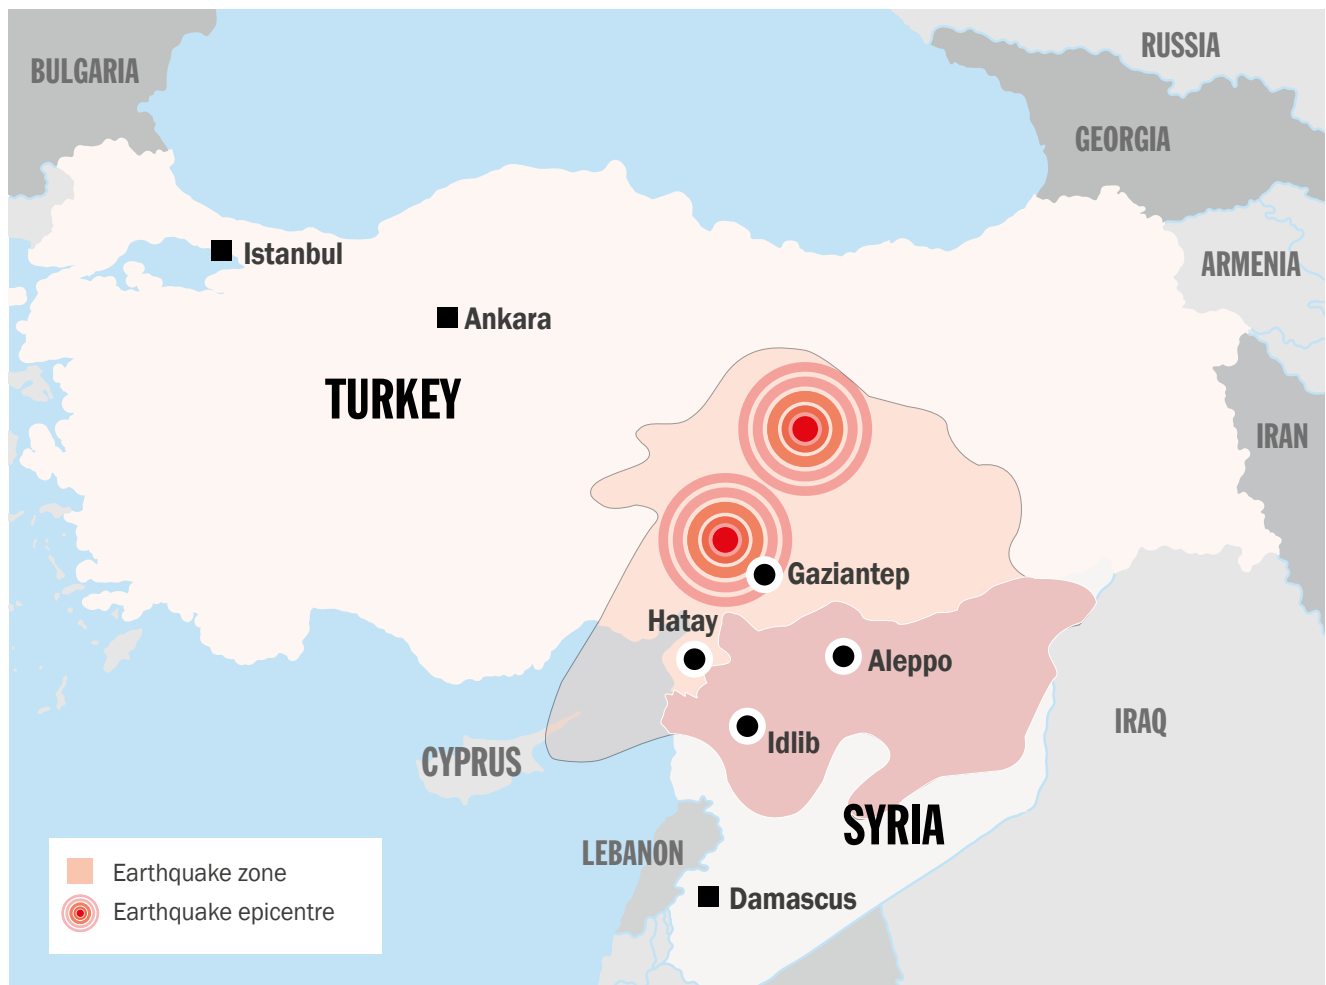 RUSSIA
BULGARIA
GEORGIA
Istanbul
ARMENIA
Ankara
TURKEY
IRAN
Gaziantep
Hatay
Aleppo
IRAQ
Idlib
CYPRUS
SYRIA
LEBANON
Earthquake zone
Damascus
Earthquake epicentre